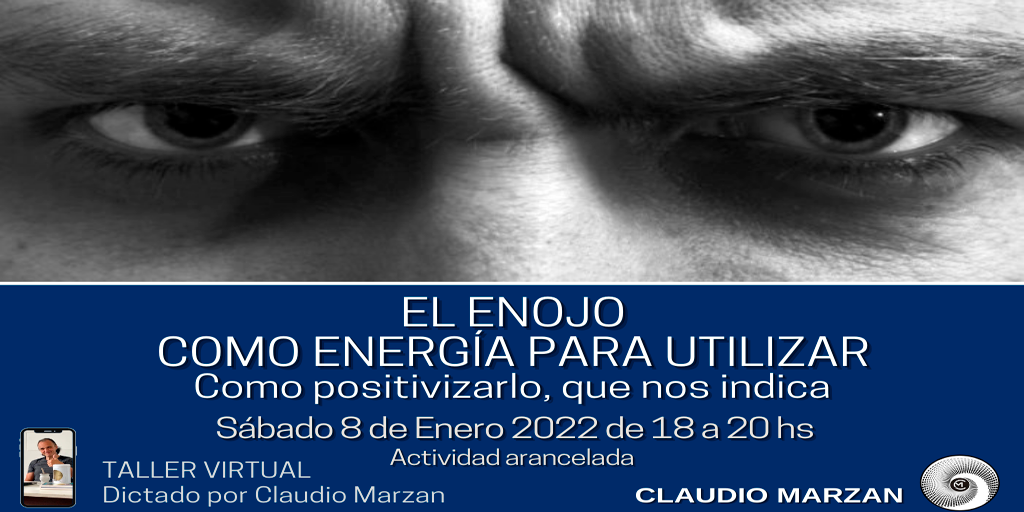 EL ENOJO
COMO ENERGÍA PARA UTILIZAR
Como positivizarlo, que nos indica
Sábado 8 de Enero 2022 de 18 a 20 hs
Actividad arancelada
TALLER VIRTUAL
Dictado por Claudio Marzan
CLAUDIO MARZAN
M